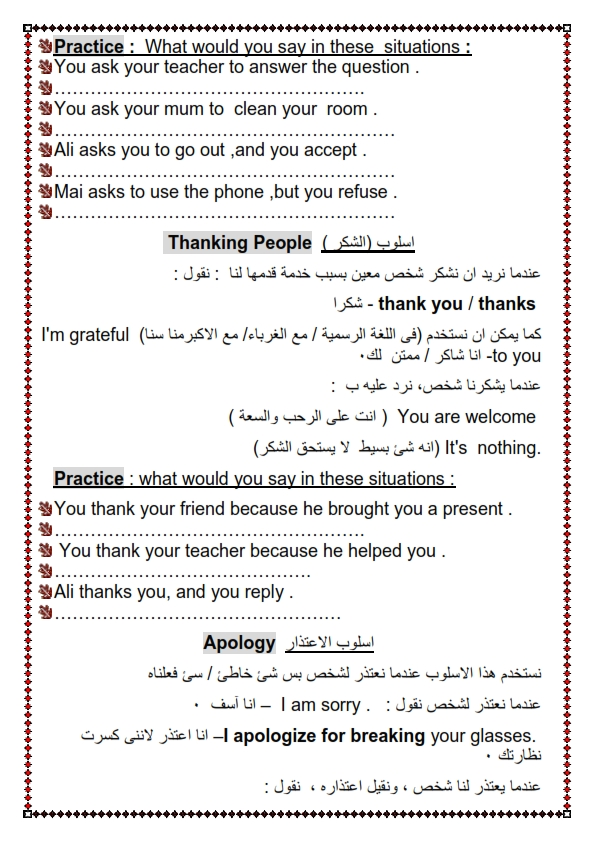 Practice : What would you say in these situations :
You ask your teacher to answer the question .
……………………………………………
You ask your mum to clean your room .
…………………………………………………
Ali asks you to go out ,and you accept .
…………………………………………………
Mai asks to use the phone ,but you refuse .
…………………………………………………
Thanking People اسلوب (الشكر )
عندما نريد ان نشكر شخص معين بسبب خدمة قدمها لنا : نقول :
thank you / thanks - شكرا
كما يمكن ان نستخدم (فى اللغة الرسمية / مع الغرباء/ مع الاكبرمنا سنا) I'm grateful
to you- انا شاكر / ممتن لك٠
عندما يشكرنا شخص، نرد عليه ب :
You are welcome ( انت على الرحب والسعة )
It's nothing. (انه شئ بسيط لا يستحق الشكر)
Practice : what would you say in these situations :
You thank your friend because he brought you a present .
……………………………………………
You thank your teacher because he helped you .
……………………………………
Ali thanks you, and you reply .
…………………………………………
Apology اسلوب الاعتذار
نستخدم هذا الاسلوب عندما نعتذر لشخص بس شئ خاطئ / سئ فعلناه
عندما نعتذر لشخص نقول : I am sorry . – انا آسف ٠
I apologize for breaking your glasses.– انا اعتذر لاننى كسرت
نظارتك ٠
عندما يعتذر لنا شخص ، ونقبل اعتذاره ، نقول :